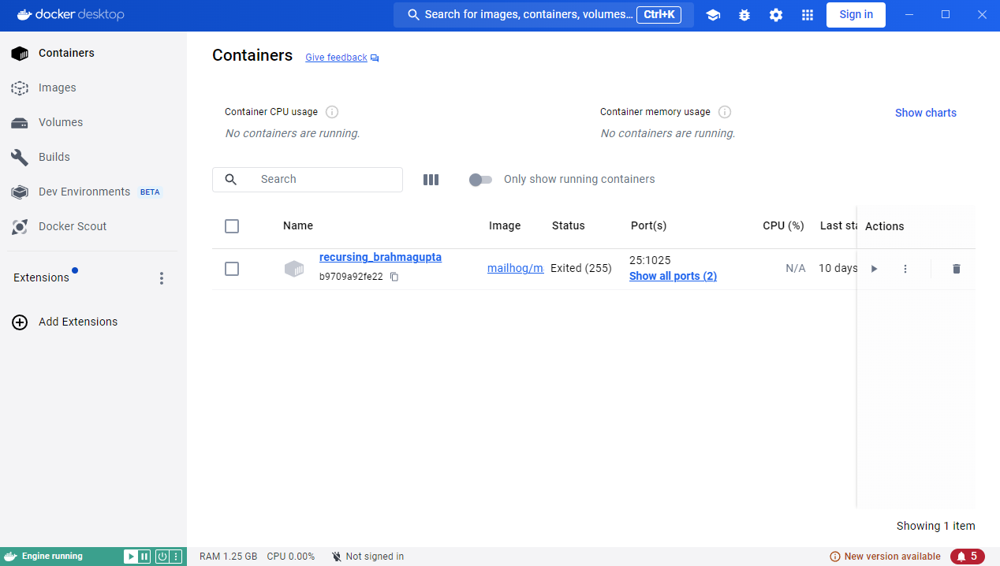 docker desktop
Search for images, containers, volumes... Ctrl+K
Sign in
Containers
Images
Volumes
Builds
Dev Environments BETA
Docker Scout
Extensions
Add Extensions
Containers Give feedback
Container CPU usage
No containers are running.
Container memory usage
No containers are running.
Show charts
Search
Only show running containers
Name Image Status Port(s) CPU (%) Last sta Actions
recursing_brahmagupta
b9709a92fe22
mailhog/m
Exited (255)
25:1025
Show all ports (2)
N/A
10 days
Showing 1 item
Engine running
RAM 1.25 GB CPU 0.00% Not signed in
New version available
5